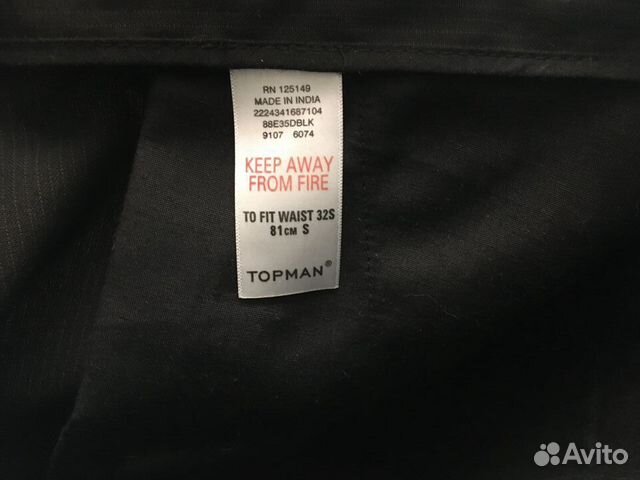 RN 125149
MADE IN INDIA
2224341687104
88E35DBLK
9107 6074
KEEP AWAY
FROM FIRE
TO FIT WAIST 32S
81CM S
TOPMAN®
Avito